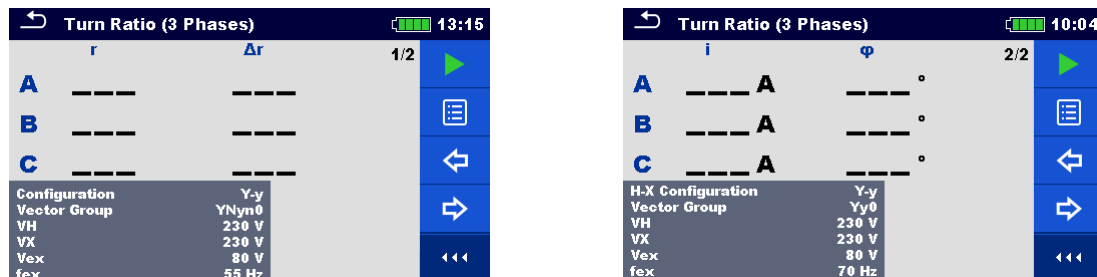 Turn Ratio (3 Phases) 13:15
r Δr 1/2
A ___ ___
B ___ ___
C ___ ___
Configuration Y-y
Vector Group YNyn0
VH 230 V
VX 230 V
Vex 80 V
fex 55 Hz
Turn Ratio (3 Phases) 10:04
i φ 2/2
A ___ A ___ °
B ___ A ___ °
C ___ A ___ °
H-X Configuration Y-y
Vector Group Yy0
VH 230 V
VX 230 V
Vex 80 V
fex 70 Hz